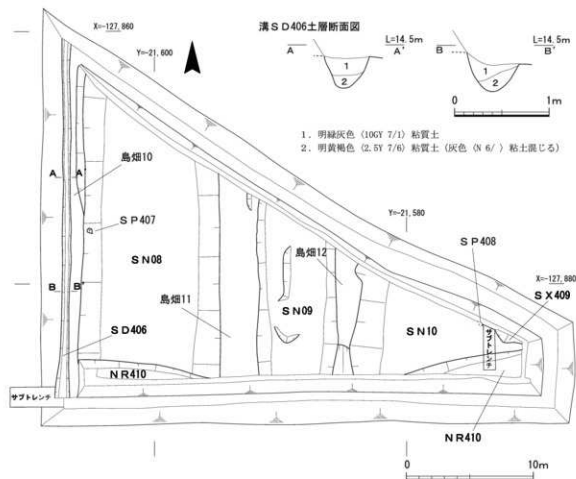 X=-127,860
Y=-21,600
溝SD406土層断面図
A
L=14.5m
A'
B
L=14.5m
B'
1
2
1
2
0
1m
1. 明緑灰色 (10GY 7/1) 粘質土
2. 明黄褐色 (2.5Y 7/6) 粘質土 (灰色 (N 6/ ) 粘土混じる)
島畑10
A
A'
SP407
SN08
Y=-21,580
SP408
島畑12
X=-127,880
SX409
B
B'
島畑11
SN09
SN10
SD406
サブトレンチ
NR410
サブトレンチ
NR410
0
10m